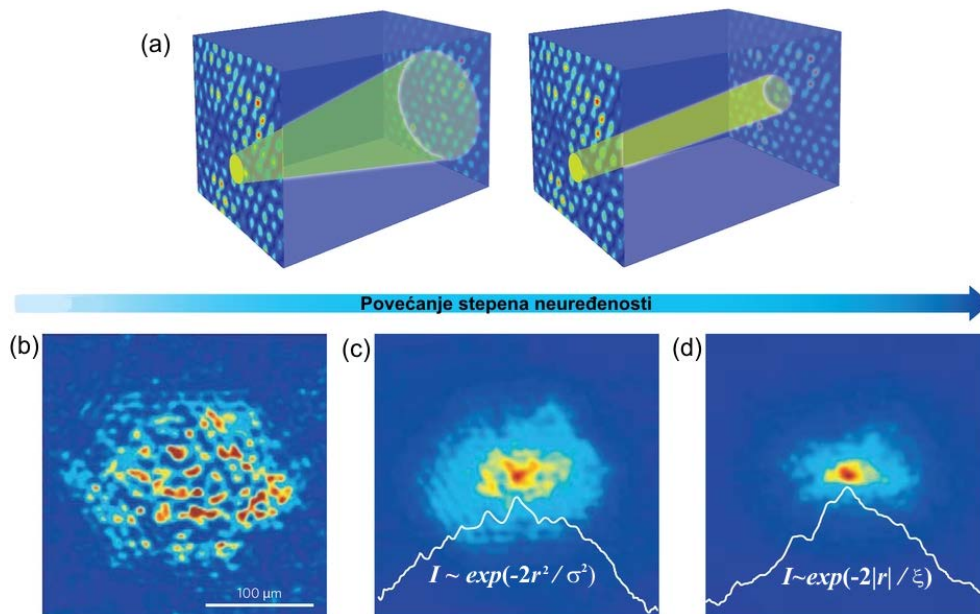 (a)
Povećanje stepena neuređenosti
(b)
(c)
(d)
100 μm
I ~ exp(-2r²/σ²)
I~exp(-2|r|/ξ)